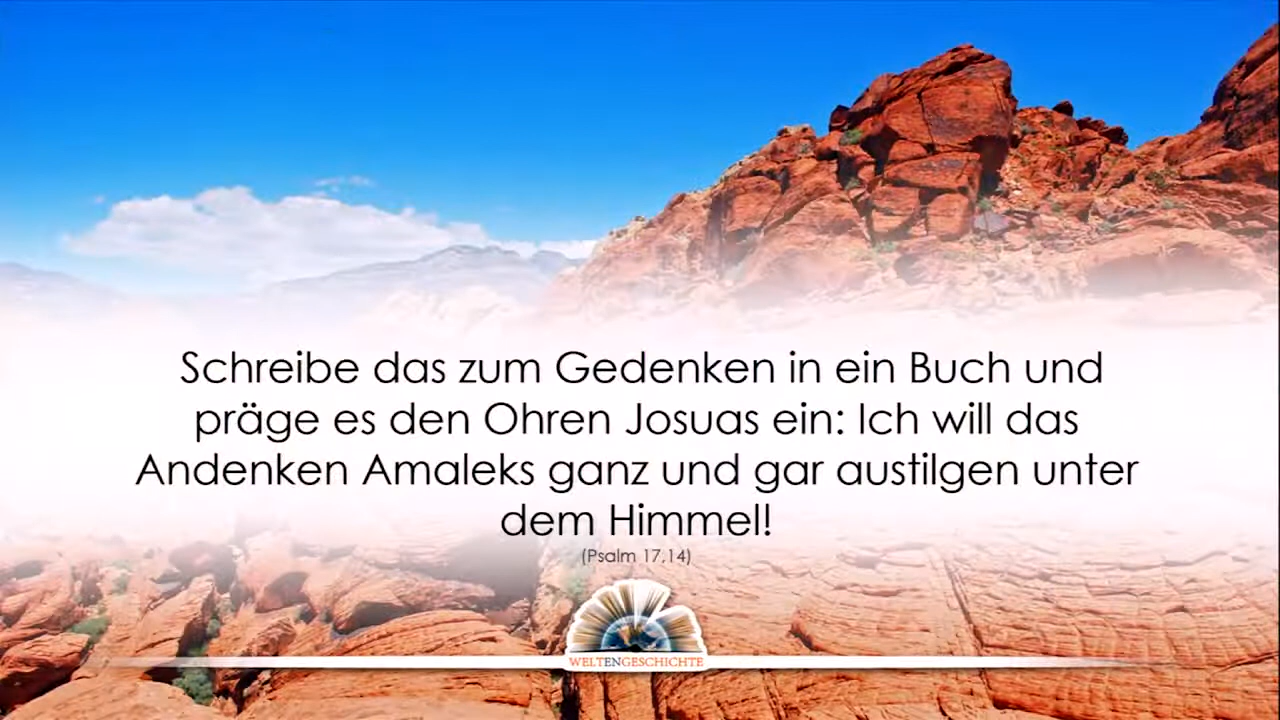 Schreibe das zum Gedenken in ein Buch und
präge es den Ohren Josuas ein: Ich will das
Andenken Amaleks ganz und gar austilgen unter
dem Himmel!
(Psalm 17,14)
WELTENGESCHICHTE